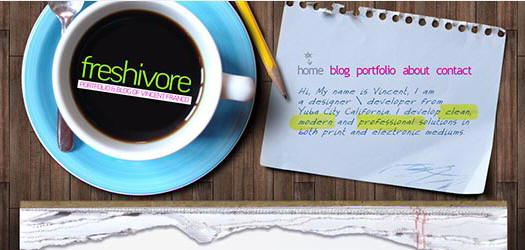 freshivore
PORTFOLIO & BLOG OF VINCENT FRANCO
home blog portfolio about contact
Hi, My name is Vincent, I am
a designer \ developer from
Yuba City California. I develop clean,
modern and professional solutions in
both print and electronic mediums.